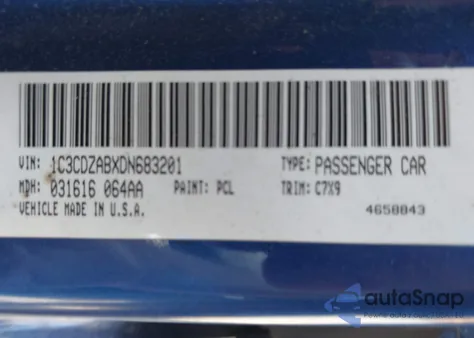 VIN: 1C3CDZABXDN683201 TYPE: PASSENGER CAR
MDH: 031616 064AA PAINT: PCL TRIM: C7X9
VEHICLE MADE IN U.S.A. 4658843
autoSnap